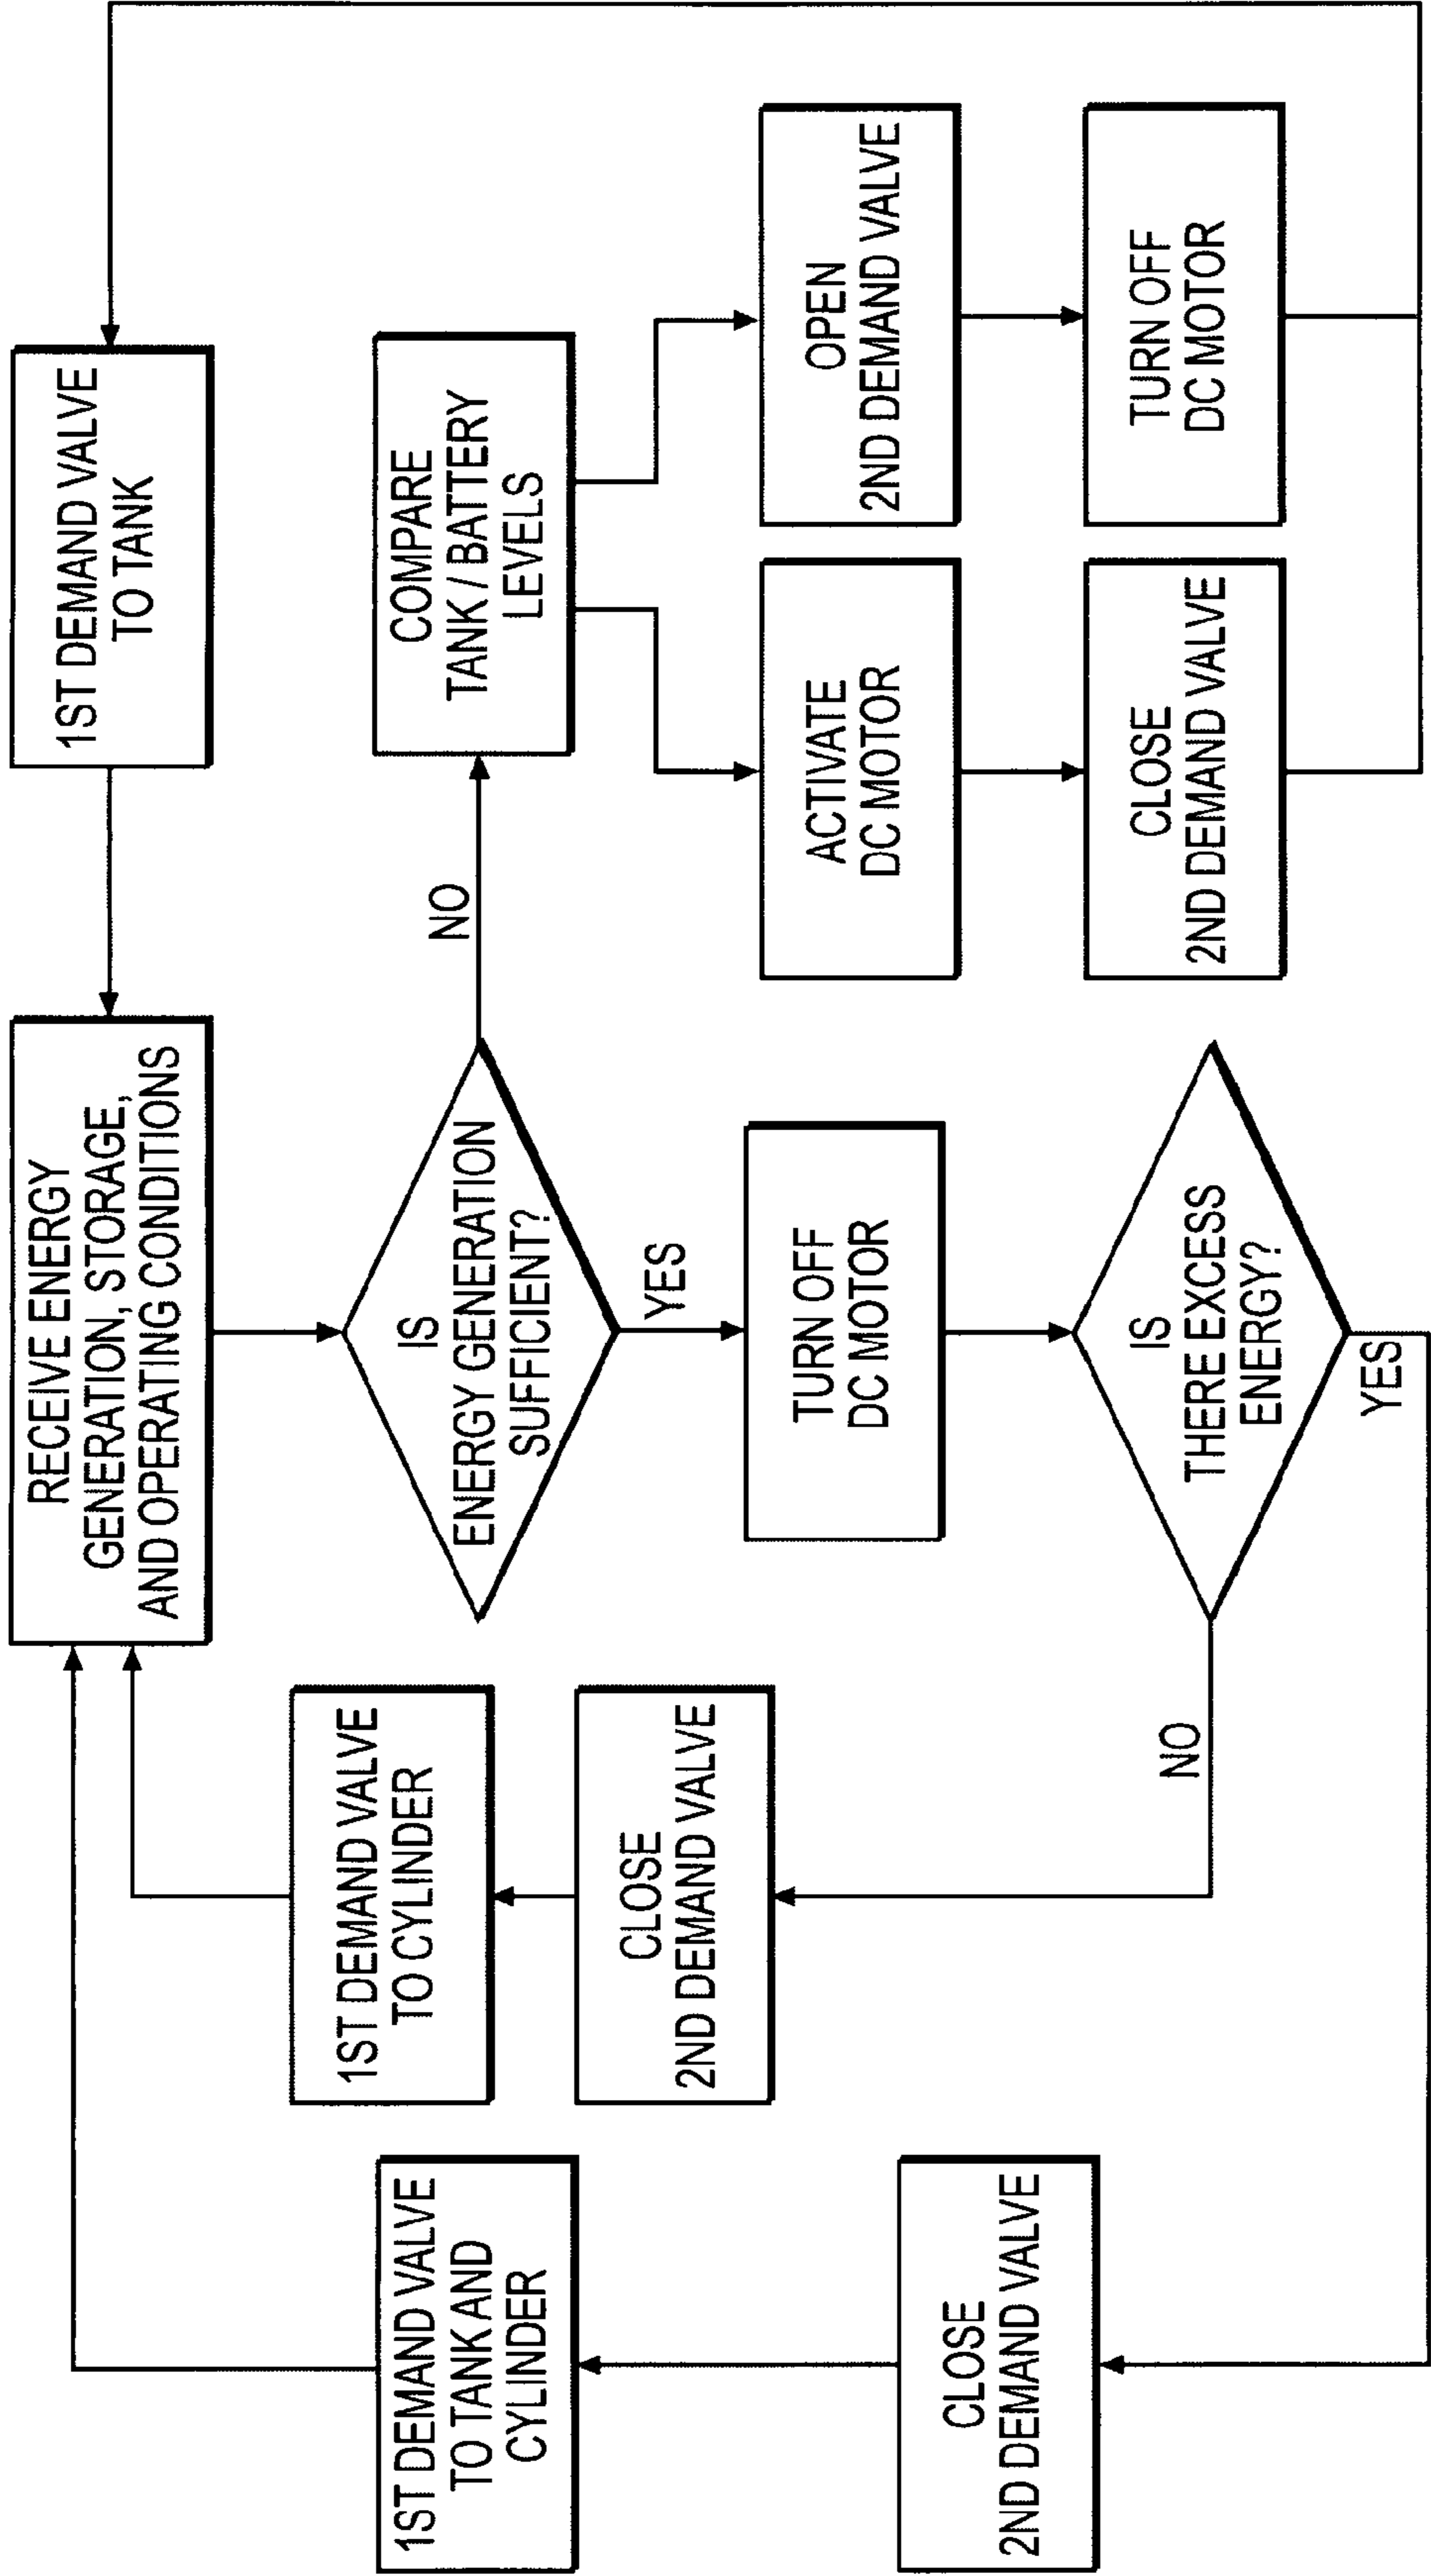 RECEIVE ENERGY
GENERATION, STORAGE,
AND OPERATING CONDITIONS
1ST DEMAND VALVE
TO TANK
1ST DEMAND VALVE
TO TANK AND
CYLINDER
1ST DEMAND VALVE
TO CYLINDER
IS
ENERGY GENERATION
SUFFICIENT?
NO
COMPARE
TANK / BATTERY
LEVELS
YES
CLOSE
2ND DEMAND VALVE
TURN OFF
DC MOTOR
ACTIVATE
DC MOTOR
OPEN
2ND DEMAND VALVE
CLOSE
2ND DEMAND VALVE
NO
IS
THERE EXCESS
ENERGY?
YES
CLOSE
2ND DEMAND VALVE
TURN OFF
DC MOTOR